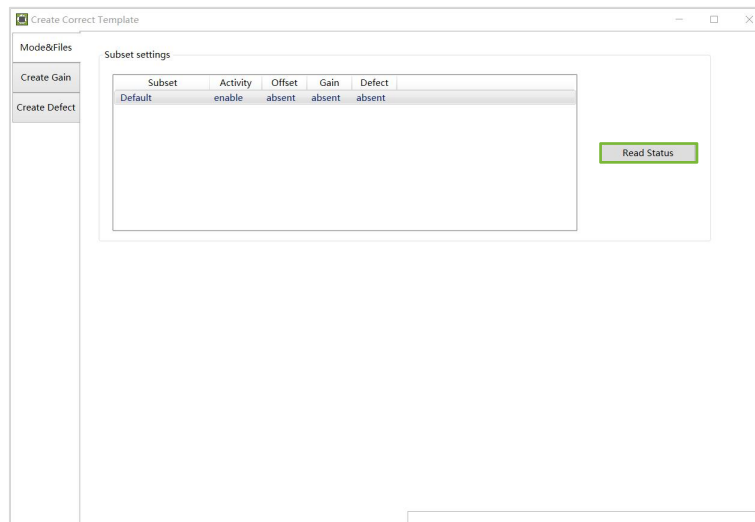 Create Correct Template
Mode&Files
Create Gain
Create Defect
Subset settings
Subset Activity Offset Gain Defect
Default enable absent absent absent
Read Status